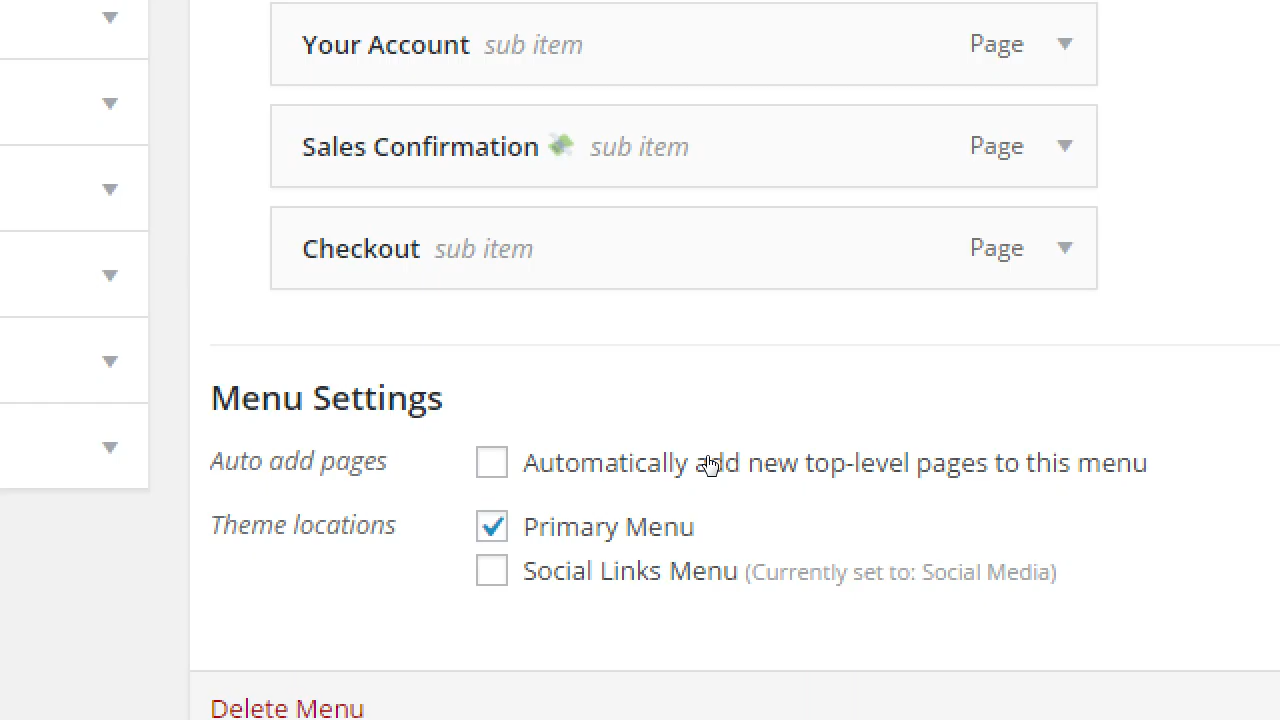 Your Account sub item Page
Sales Confirmation 💸 sub item Page
Checkout sub item Page
Menu Settings
Auto add pages Automatically add new top-level pages to this menu
Theme locations Primary Menu
Social Links Menu (Currently set to: Social Media)
Delete Menu